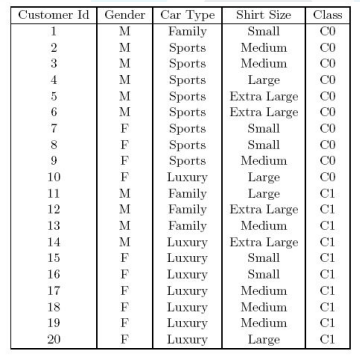 Customer Id Gender Car Type Shirt Size Class
1 M Family Small C0
2 M Sports Medium C0
3 M Sports Medium C0
4 M Sports Large C0
5 M Sports Extra Large C0
6 M Sports Extra Large C0
7 F Sports Small C0
8 F Sports Small C0
9 F Sports Medium C0
10 F Luxury Large C0
11 M Family Large C1
12 M Family Extra Large C1
13 M Family Medium C1
14 M Luxury Extra Large C1
15 F Luxury Small C1
16 F Luxury Small C1
17 F Luxury Medium C1
18 F Luxury Medium C1
19 F Luxury Medium C1
20 F Luxury Large C1